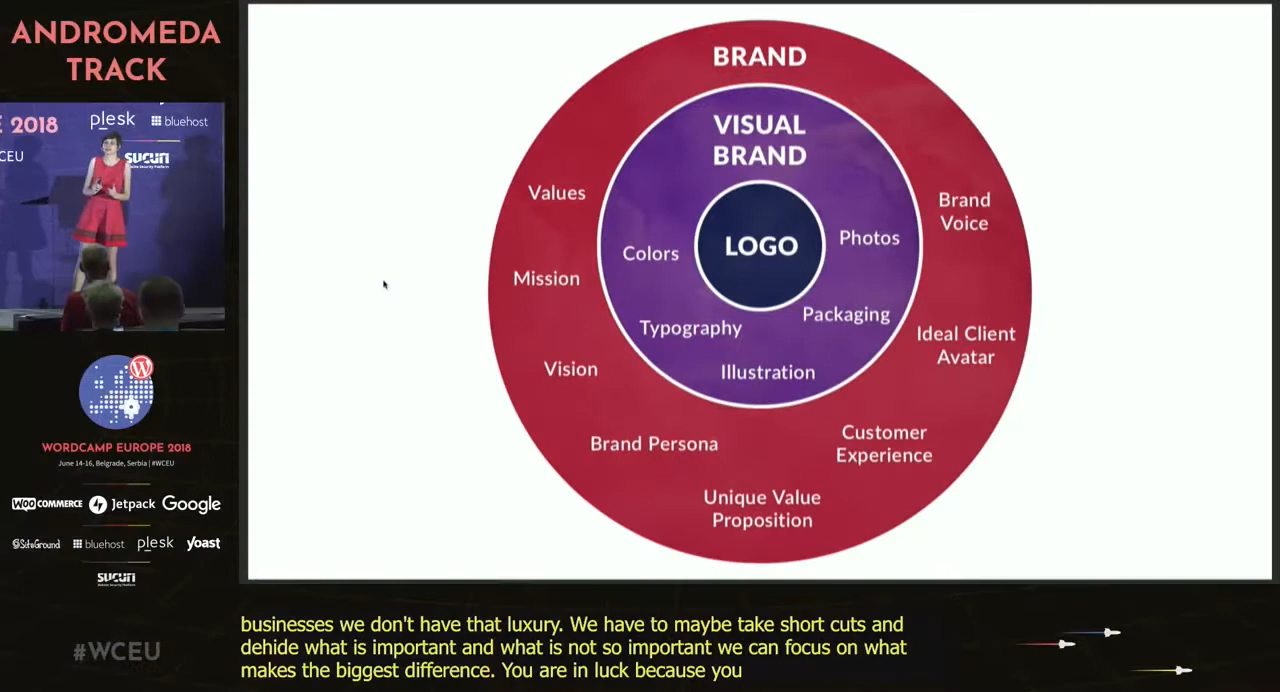 ANDROMEDA
TRACK
E 2018
plesk
bluehost
CEU
sucuri
WORDCAMP EUROPE 2018
June 14-16, Belgrade, Serbia | #WCEU
WOO COMMERCE Jetpack Google
SiteGround bluehost plesk yoast
sucuri
#WCEU
BRAND
VISUAL
BRAND
LOGO
Colors
Photos
Typography
Packaging
Illustration
Values
Brand
Voice
Mission
Ideal Client
Avatar
Vision
Brand Persona
Customer
Experience
Unique Value
Proposition
businesses we don't have that luxury. We have to maybe take short cuts and
dehide what is important and what is not so important we can focus on what
makes the biggest difference. You are in luck because you